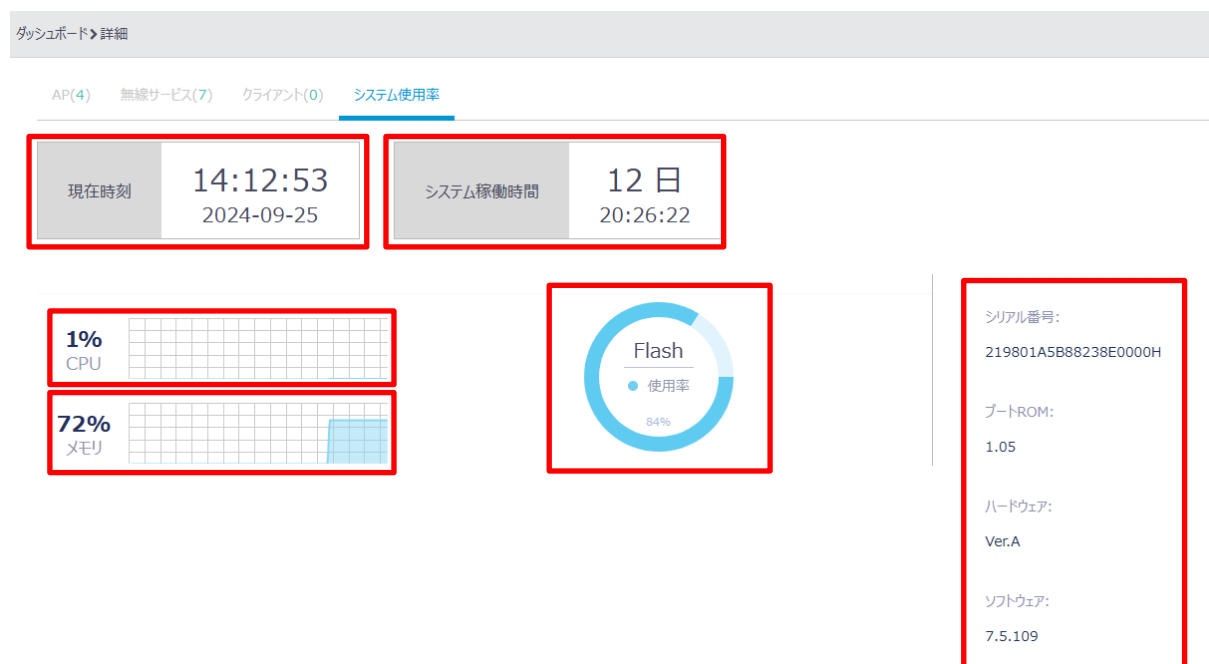 ダッシュボード>詳細
AP(4) 無線サービス(7) クライアント(0) システム使用率
現在時刻
14:12:53
2024-09-25
システム稼働時間
12 日
20:26:22
1%
CPU
72%
メモリ
Flash
使用率
84%
シリアル番号:
219801A5B88238E0000H
ブートROM:
1.05
ハードウェア:
Ver.A
ソフトウェア:
7.5.109